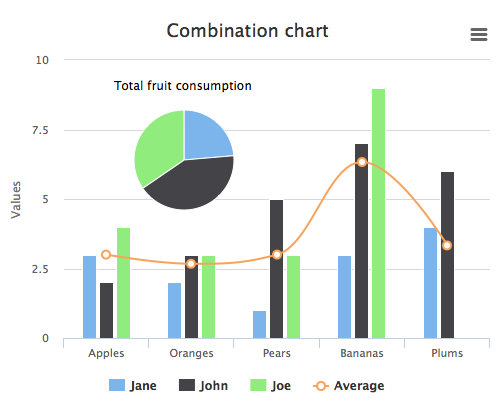 Combination chart
10
Total fruit consumption
7.5
Values
5
2.5
0
Apples Oranges Pears Bananas Plums
Jane John Joe Average